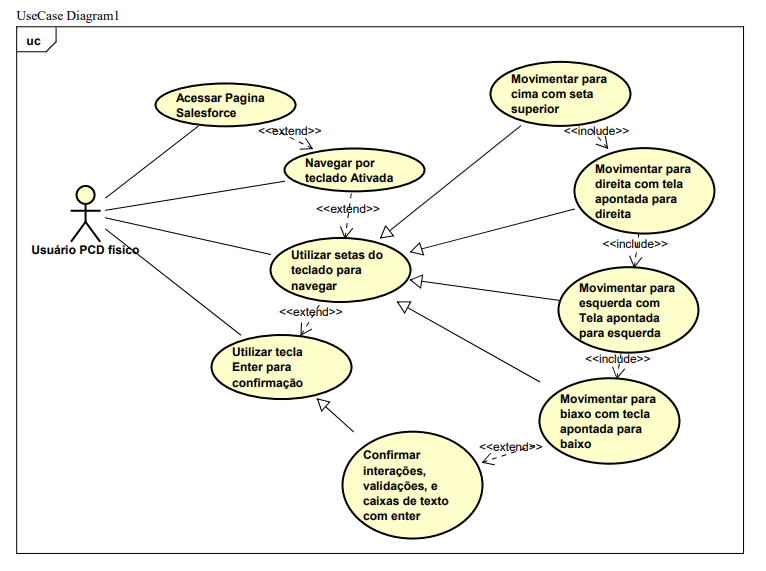 UseCase Diagram1
uc
Acessar Pagina
Salesforce
<<extend>>
Navegar por
teclado Ativada
<<extend>>
Usuário PCD fisico
Utilizar setas do
teclado para
navegar
<<extend>>
Utilizar tecla
Enter para
confirmação
Movimentar para
cima com seta
superior
<<include>>
Movimentar para
direita com tela
apontada para
direita
<<include>>
Movimentar para
esquerda com
Tela apontada
para esquerda
<<include>>
Movimentar para
biaxo com tecla
apontada para
baixo
<<extend>>
Confirmar
interações,
validações, e
caixas de texto
com enter